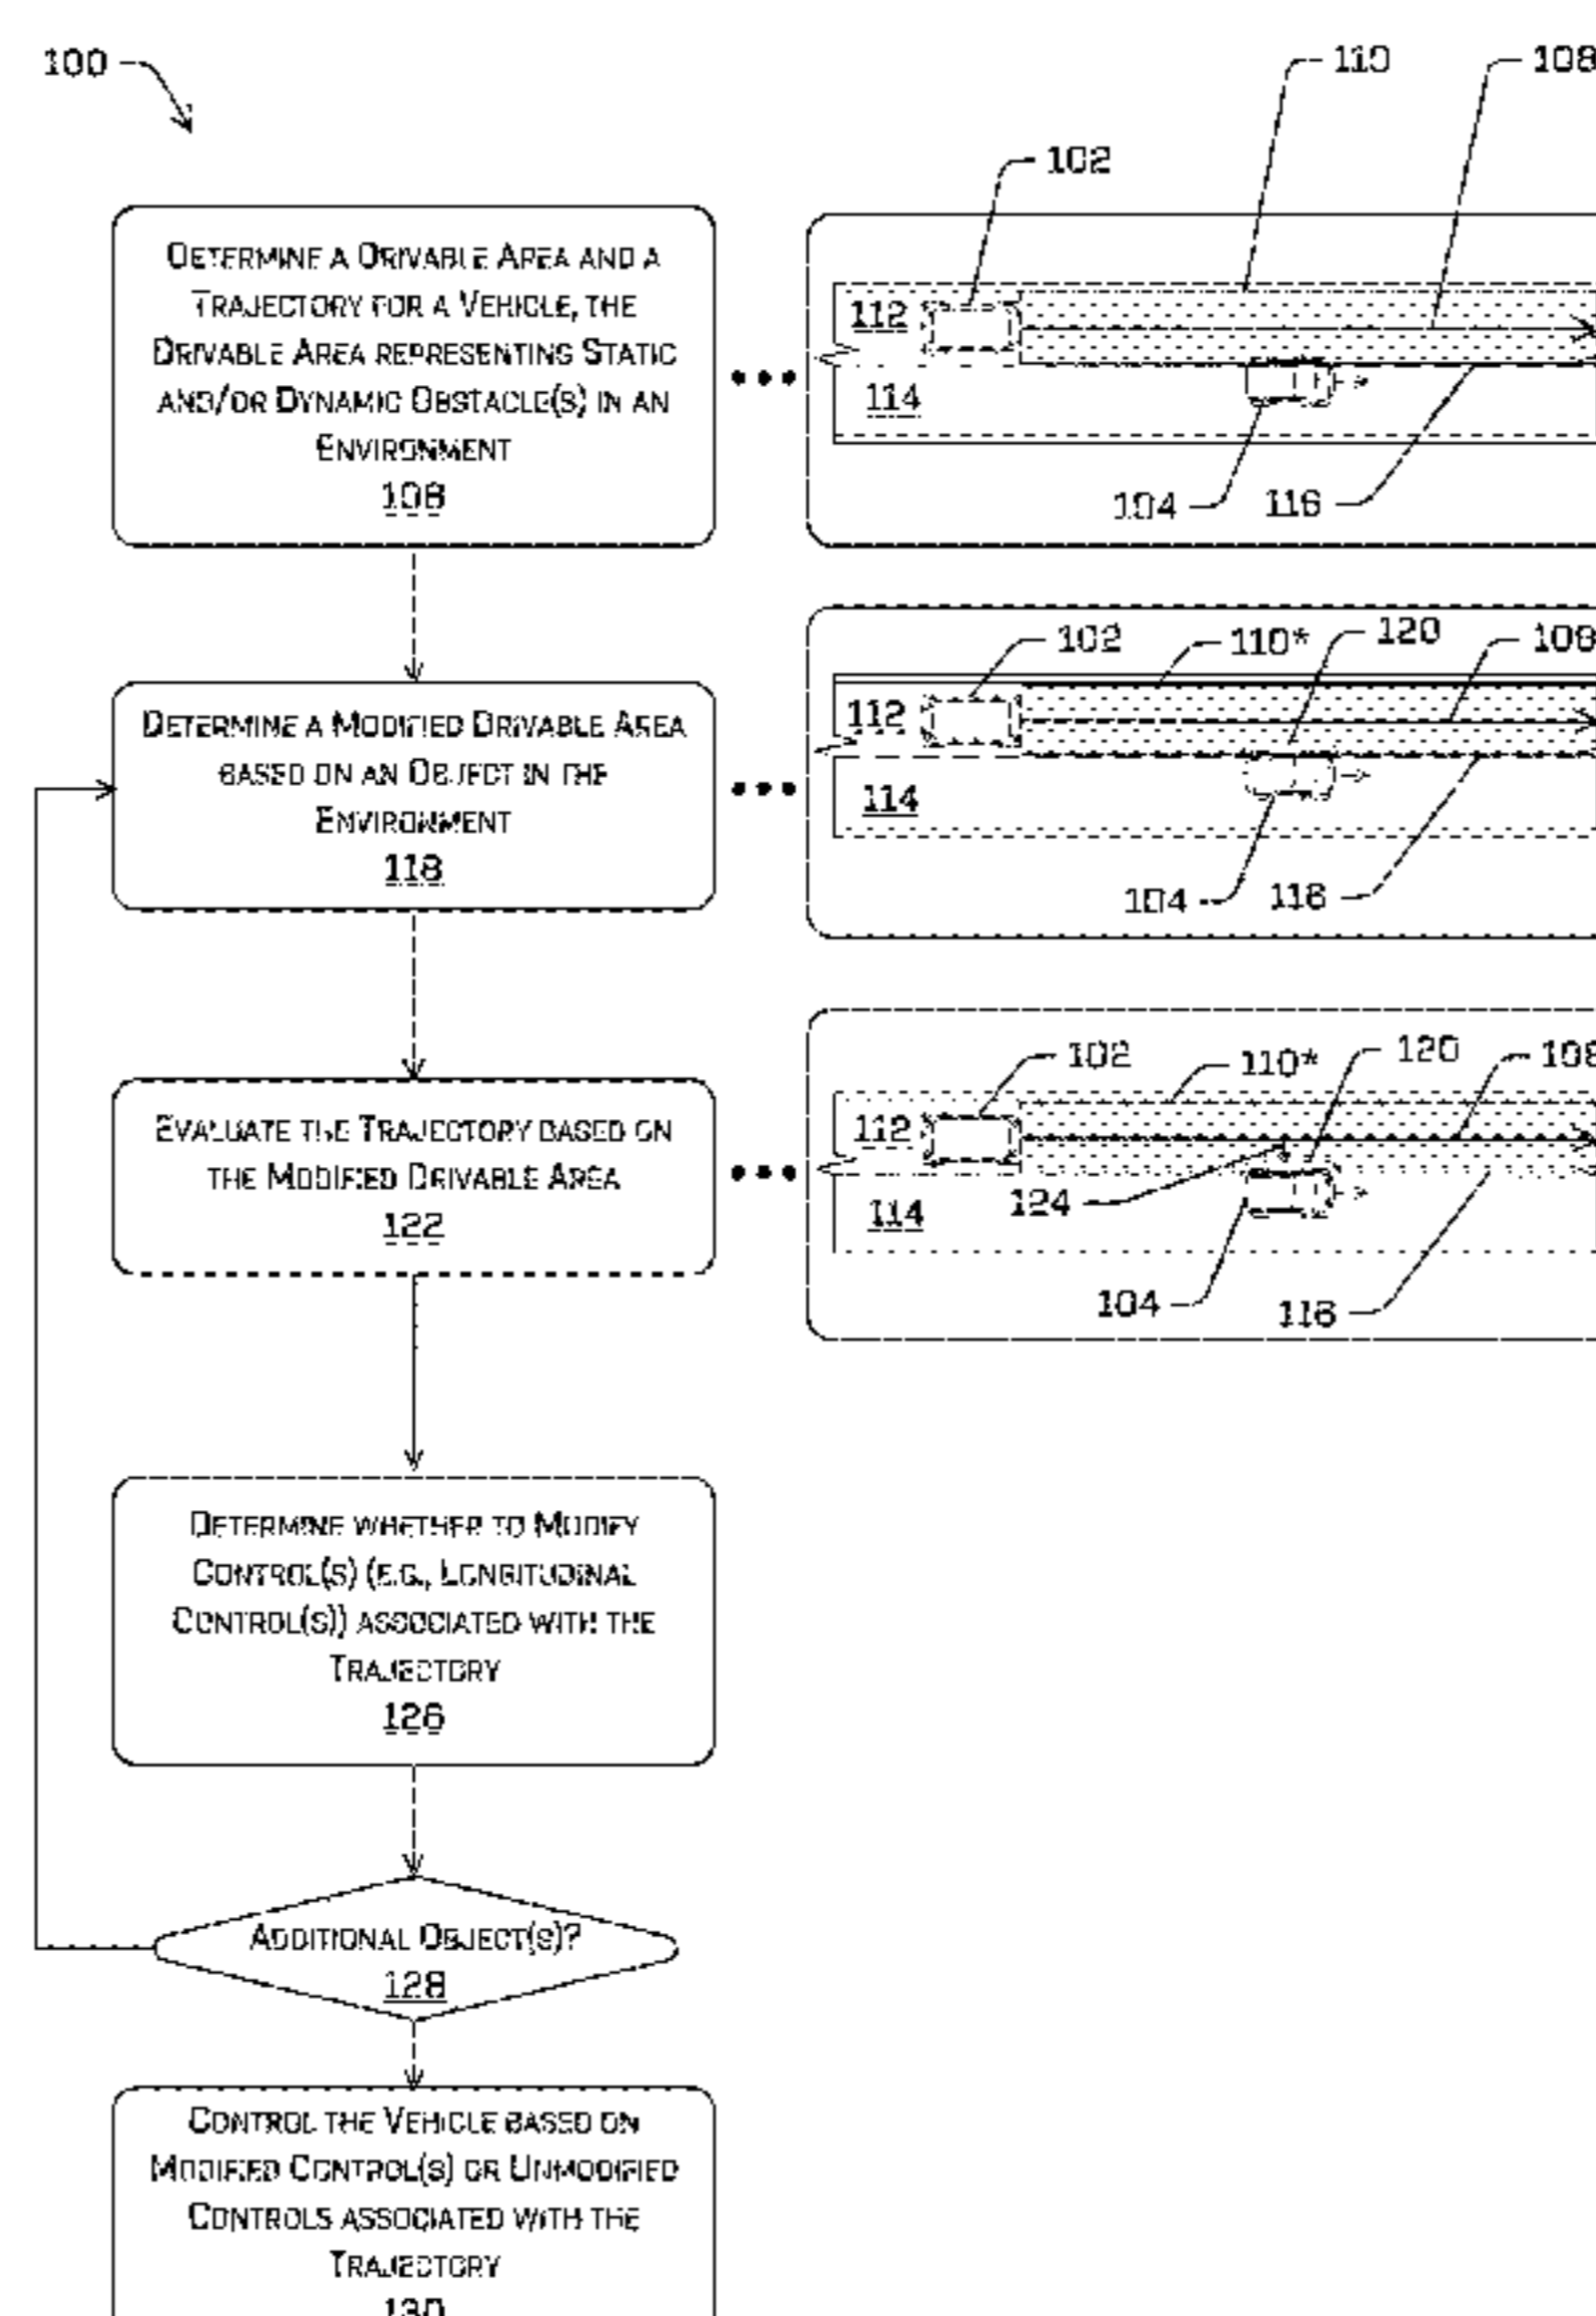 100
110
108
102
DETERMINE A DRIVABLE AREA AND A
TRAJECTORY FOR A VEHICLE, THE
DRIVABLE AREA REPRESENTING STATIC
AND/OR DYNAMIC OBSTACLE(S) IN AN
ENVIRONMENT
106
112
114
104
116
DETERMINE A MODIFIED DRIVABLE AREA
BASED ON AN OBJECT IN THE
ENVIRONMENT
118
102
110*
120
108
112
114
104
116
EVALUATE THE TRAJECTORY BASED ON
THE MODIFIED DRIVABLE AREA
122
102
110*
120
108
112
114
124
104
116
DETERMINE WHETHER TO MODIFY
CONTROL(S) (E.G., LONGITUDINAL
CONTROL(S)) ASSOCIATED WITH THE
TRAJECTORY
126
ADDITIONAL OBJECT(S)?
128
CONTROL THE VEHICLE BASED ON
MODIFIED CONTROL(S) OR UNMODIFIED
CONTROLS ASSOCIATED WITH THE
TRAJECTORY
130